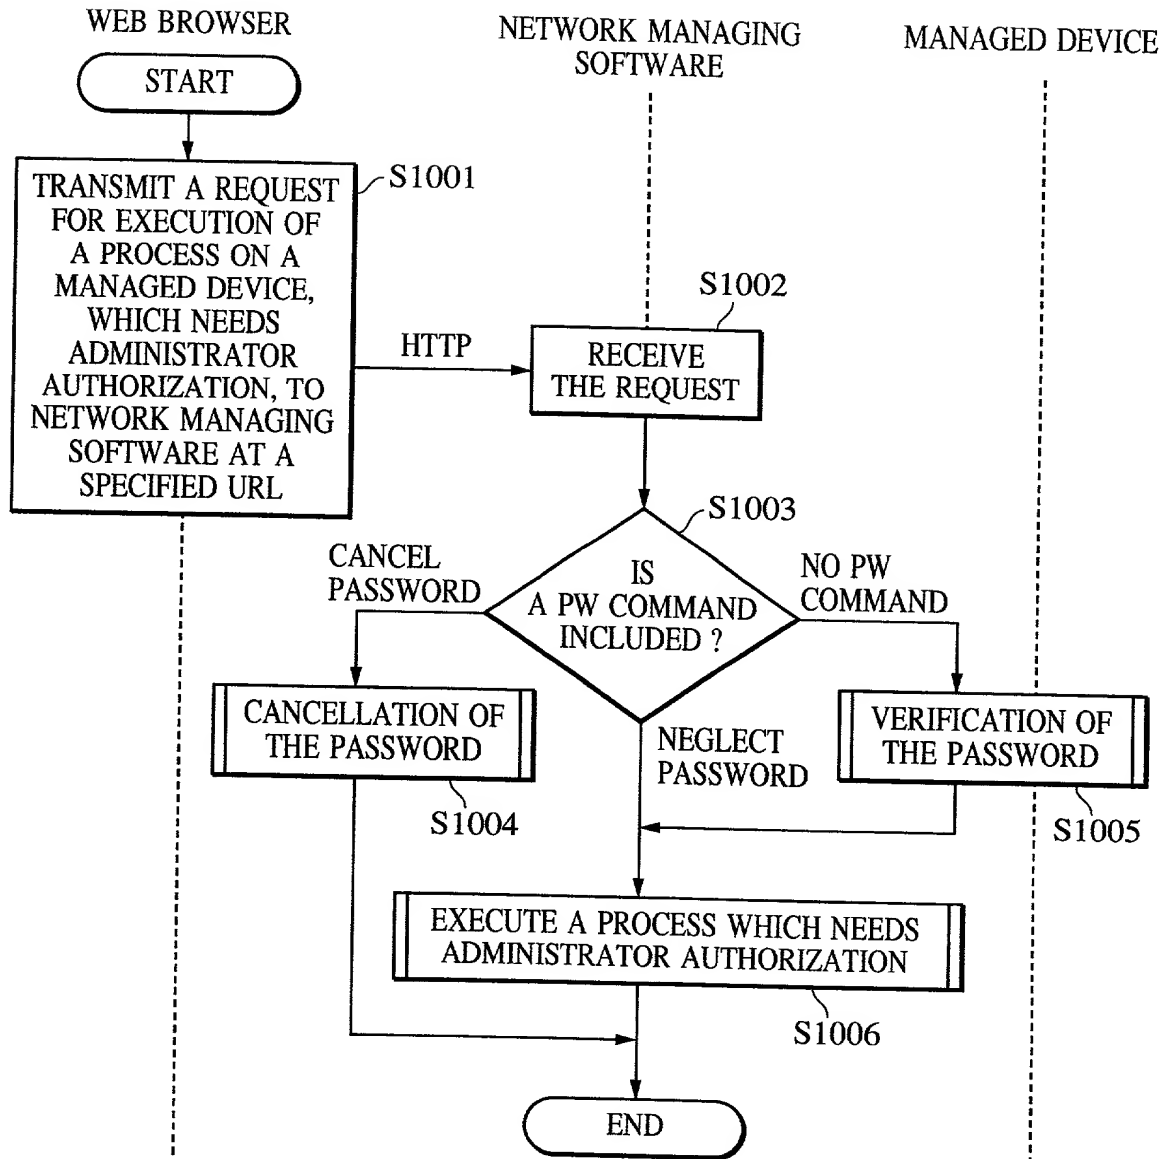 WEB BROWSER
NETWORK MANAGING
SOFTWARE
MANAGED DEVICE
START
S1001
TRANSMIT A REQUEST
FOR EXECUTION OF
A PROCESS ON A
MANAGED DEVICE,
WHICH NEEDS
ADMINISTRATOR
AUTHORIZATION, TO
NETWORK MANAGING
SOFTWARE AT A
SPECIFIED URL
HTTP
S1002
RECEIVE
THE REQUEST
S1003
IS
A PW COMMAND
INCLUDED ?
CANCEL
PASSWORD
NO PW
COMMAND
CANCELLATION OF
THE PASSWORD
S1004
NEGLECT
PASSWORD
VERIFICATION OF
THE PASSWORD
S1005
EXECUTE A PROCESS WHICH NEEDS
ADMINISTRATOR AUTHORIZATION
S1006
END